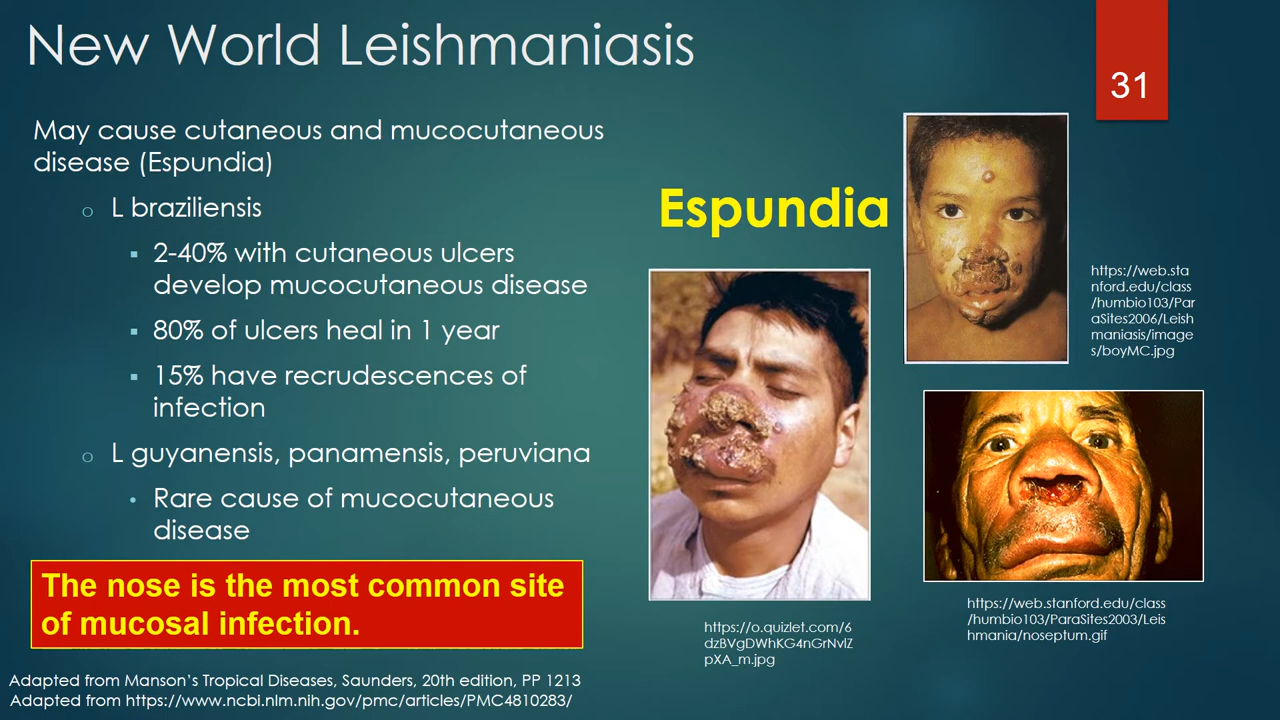 New World Leishmaniasis
31
May cause cutaneous and mucocutaneous
disease (Espundia)
L braziliensis
2-40% with cutaneous ulcers
develop mucocutaneous disease
80% of ulcers heal in 1 year
15% have recrudescences of
infection
L guyanensis, panamensis, peruviana
Rare cause of mucocutaneous
disease
The nose is the most common site
of mucosal infection.
Adapted from Manson's Tropical Diseases, Saunders, 20th edition, PP 1213
Adapted from https://www.ncbi.nlm.nih.gov/pmc/articles/PMC4810283/
Espundia
https://web.sta
nford.edu/class
/humbio103/Par
aSites2006/Leish
maniasis/image
s/boyMC.jpg
https://o.quizlet.com/6
dzBVgDWhKG4nGrNvlZ
pXA_m.jpg
https://web.stanford.edu/class
/humbio103/ParaSites2003/Leis
hmania/noseptum.gif